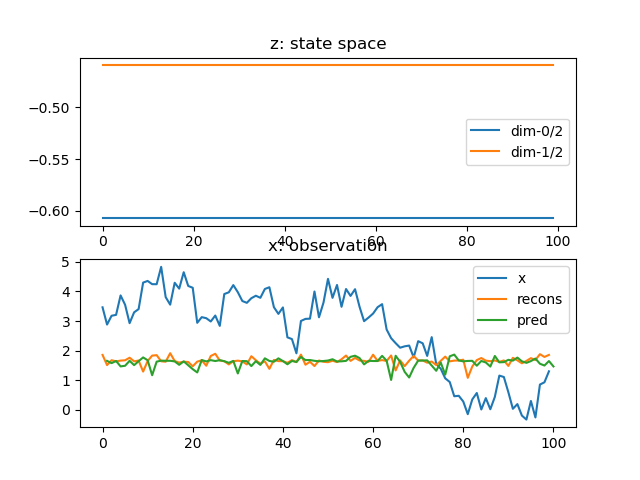 z: state space
−0.50
−0.55
−0.60
dim-0/2
dim-1/2
0 20 40 60 80 100
x: observation
5
4
3
2
1
0
x
recons
pred
0 20 40 60 80 100